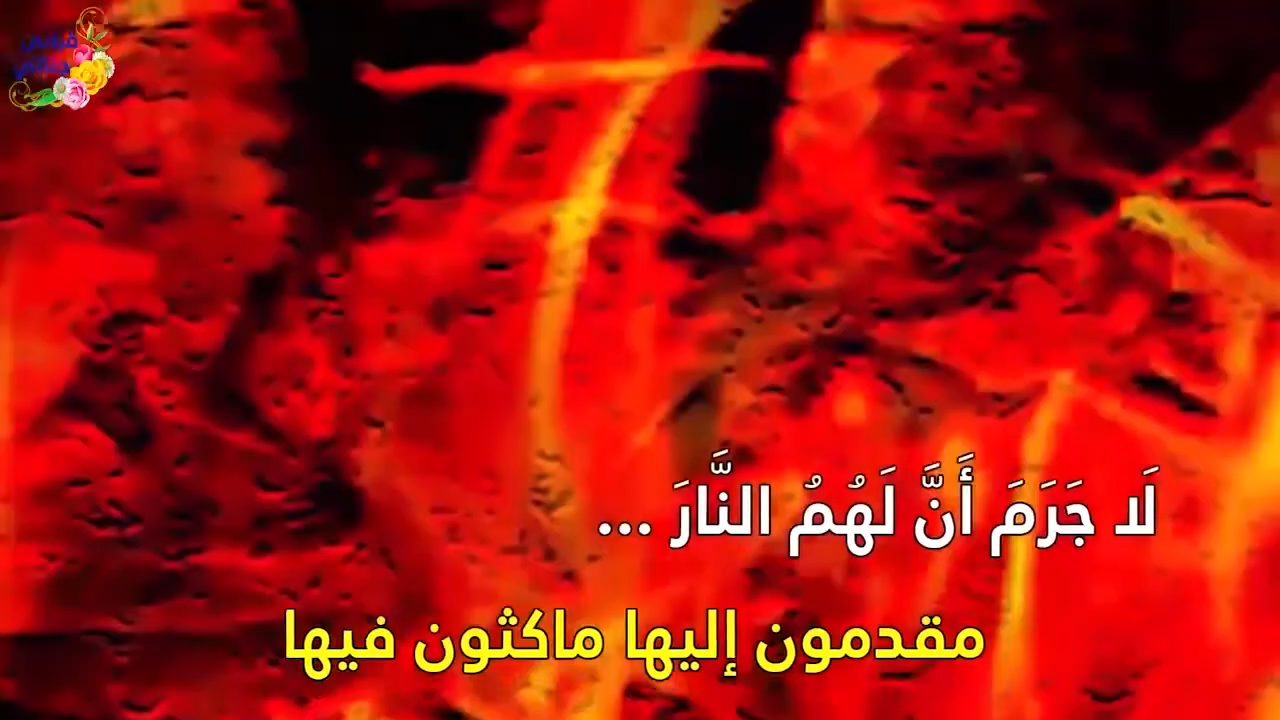 لَا جَرَمَ أَنَّ لَهُمُ النَّارَ ...
مقدمون إليها ماكثون فيها